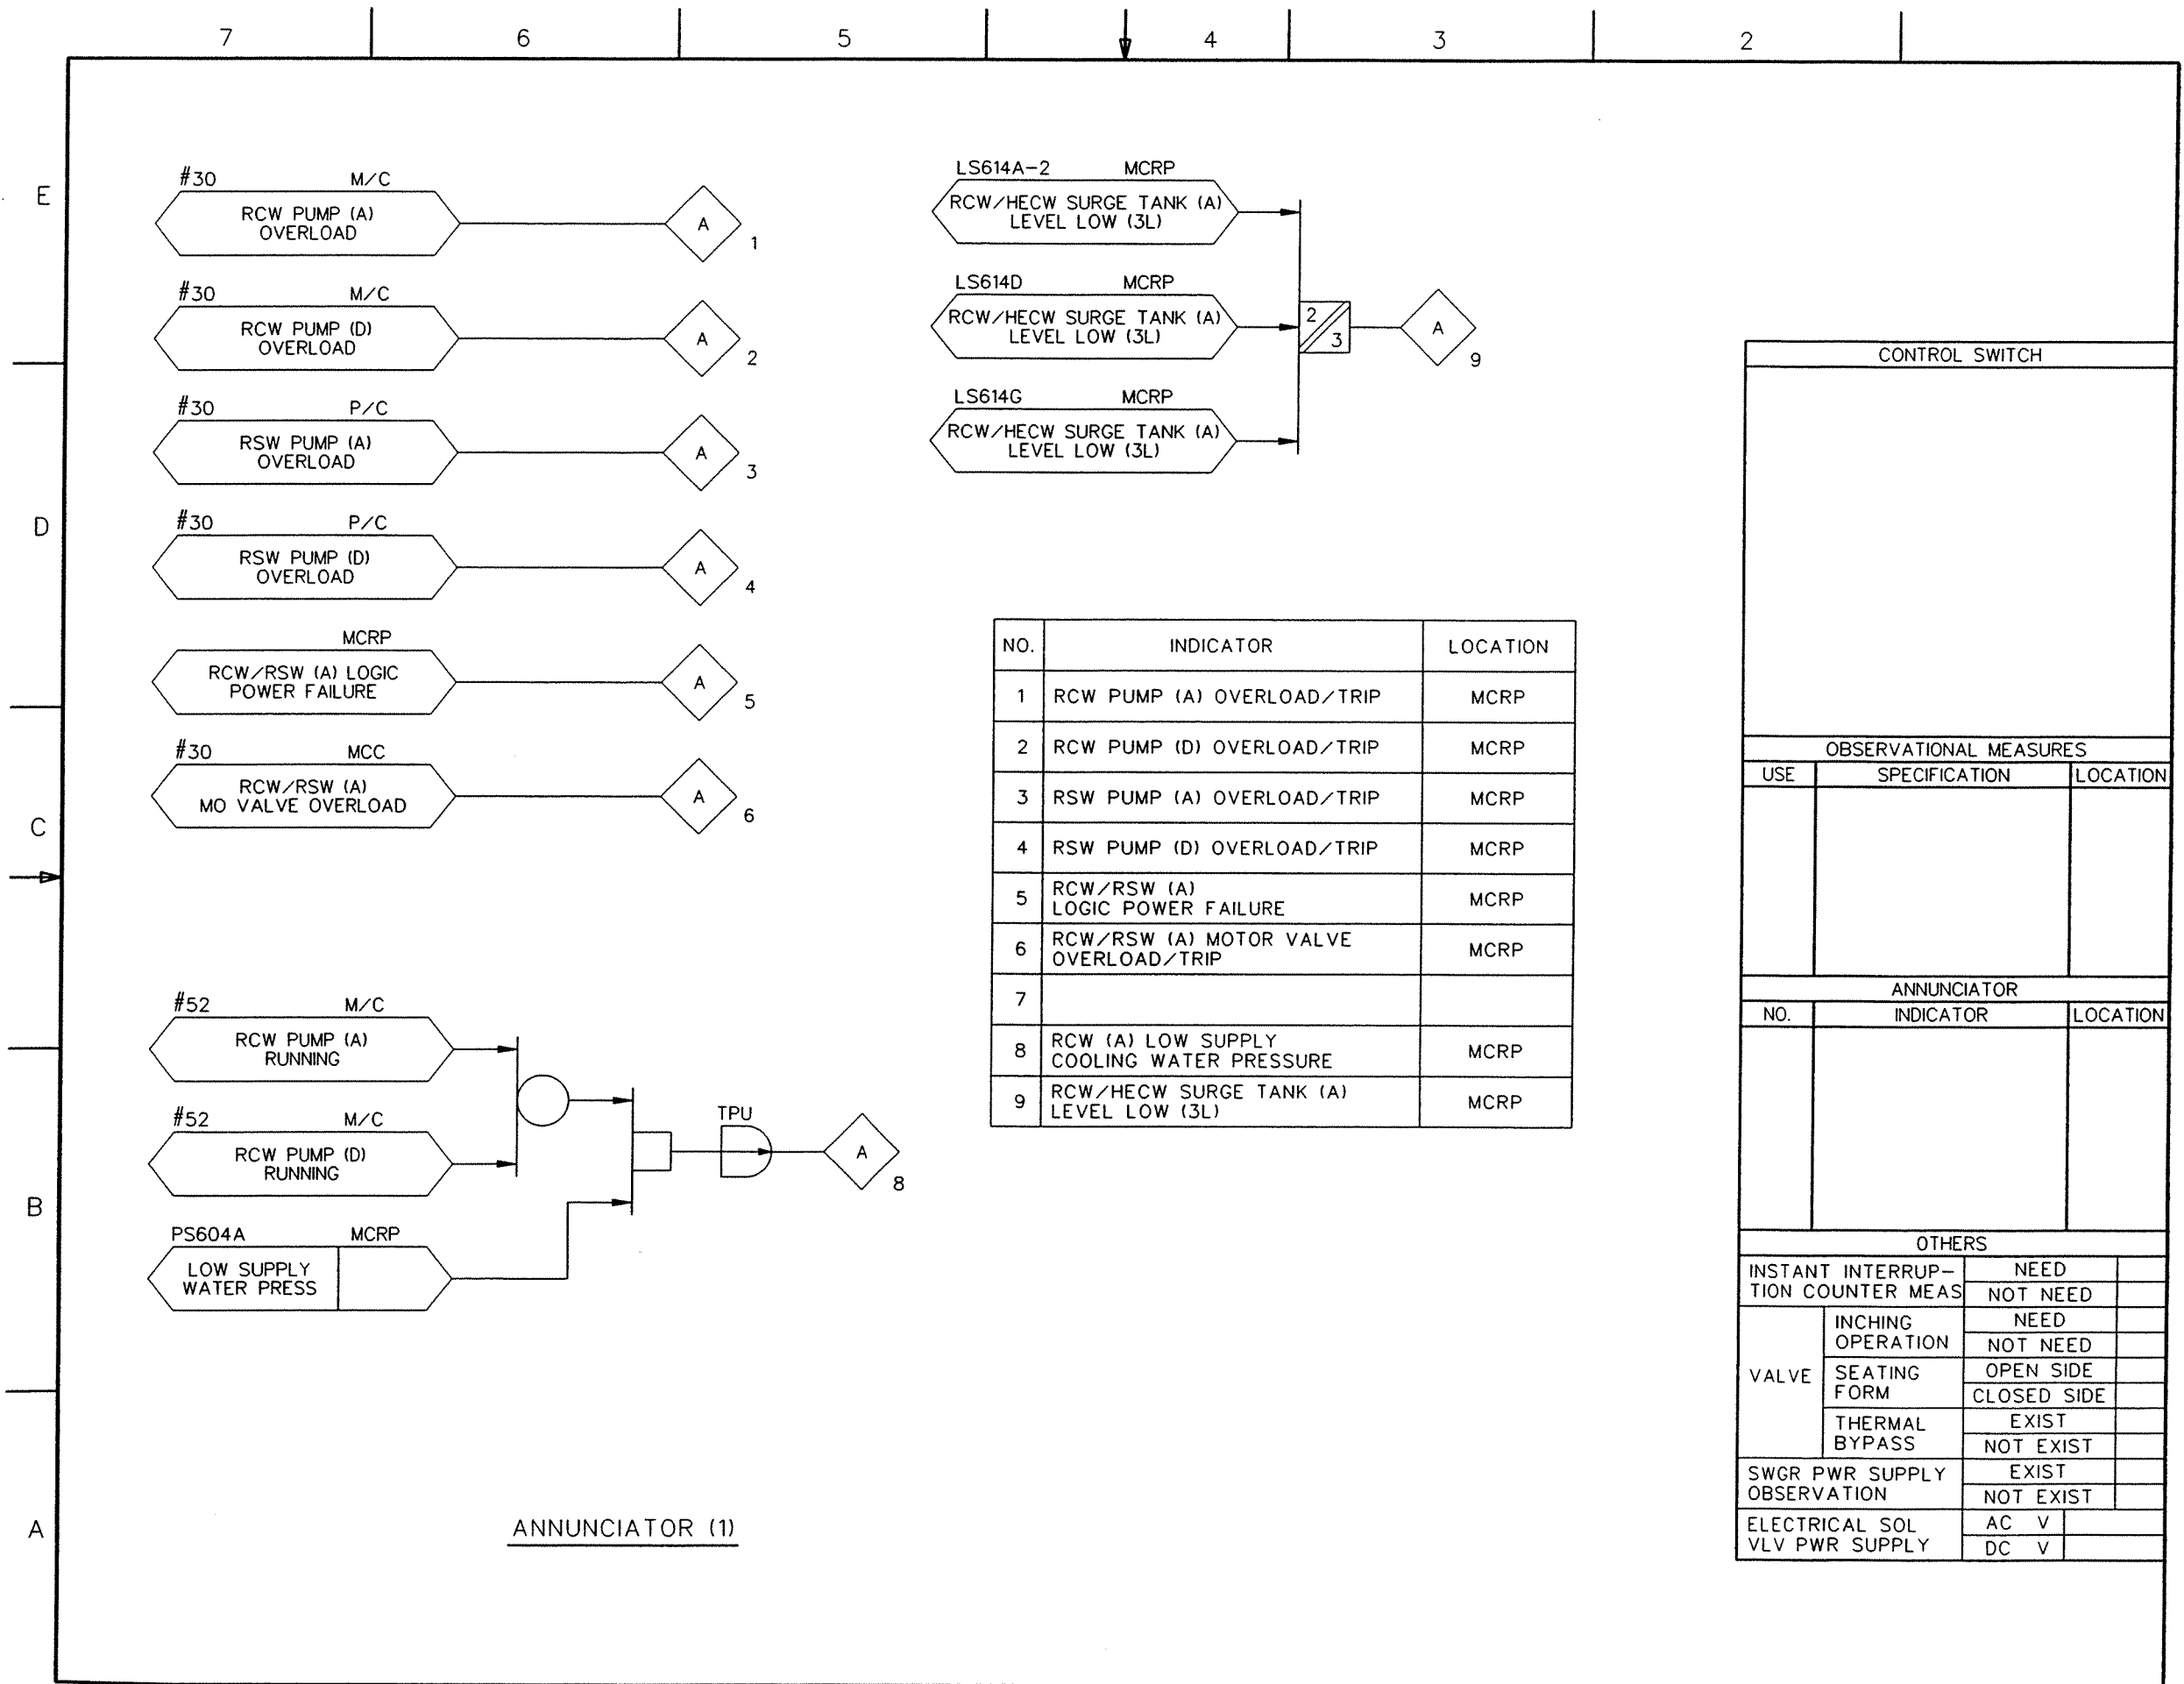 7 6 5 4 3 2
E
D
C
B
A
#30 M/C
RCW PUMP (A)
OVERLOAD
A
1
#30 M/C
RCW PUMP (D)
OVERLOAD
A
2
#30 P/C
RSW PUMP (A)
OVERLOAD
A
3
#30 P/C
RSW PUMP (D)
OVERLOAD
A
4
MCRP
RCW/RSW (A) LOGIC
POWER FAILURE
A
5
#30 MCC
RCW/RSW (A)
MO VALVE OVERLOAD
A
6
#52 M/C
RCW PUMP (A)
RUNNING
#52 M/C
RCW PUMP (D)
RUNNING
PS604A MCRP
LOW SUPPLY
WATER PRESS
TPU
A
8
LS614A-2 MCRP
RCW/HECW SURGE TANK (A)
LEVEL LOW (3L)
LS614D MCRP
RCW/HECW SURGE TANK (A)
LEVEL LOW (3L)
LS614G MCRP
RCW/HECW SURGE TANK (A)
LEVEL LOW (3L)
2
3
A
9
NO. INDICATOR LOCATION
1 RCW PUMP (A) OVERLOAD/TRIP MCRP
2 RCW PUMP (D) OVERLOAD/TRIP MCRP
3 RSW PUMP (A) OVERLOAD/TRIP MCRP
4 RSW PUMP (D) OVERLOAD/TRIP MCRP
5 RCW/RSW (A)
LOGIC POWER FAILURE MCRP
6 RCW/RSW (A) MOTOR VALVE
OVERLOAD/TRIP MCRP
7
8 RCW (A) LOW SUPPLY
COOLING WATER PRESSURE MCRP
9 RCW/HECW SURGE TANK (A)
LEVEL LOW (3L) MCRP
CONTROL SWITCH
OBSERVATIONAL MEASURES
USE SPECIFICATION LOCATION
ANNUNCIATOR
NO. INDICATOR LOCATION
OTHERS
INSTANT INTERRUP-
TION COUNTER MEAS
NEED
NOT NEED
VALVE
INCHING
OPERATION
NEED
NOT NEED
SEATING
FORM
OPEN SIDE
CLOSED SIDE
THERMAL
BYPASS
EXIST
NOT EXIST
SWGR PWR SUPPLY
OBSERVATION
EXIST
NOT EXIST
ELECTRICAL SOL
VLV PWR SUPPLY
AC V
DC V
ANNUNCIATOR (1)